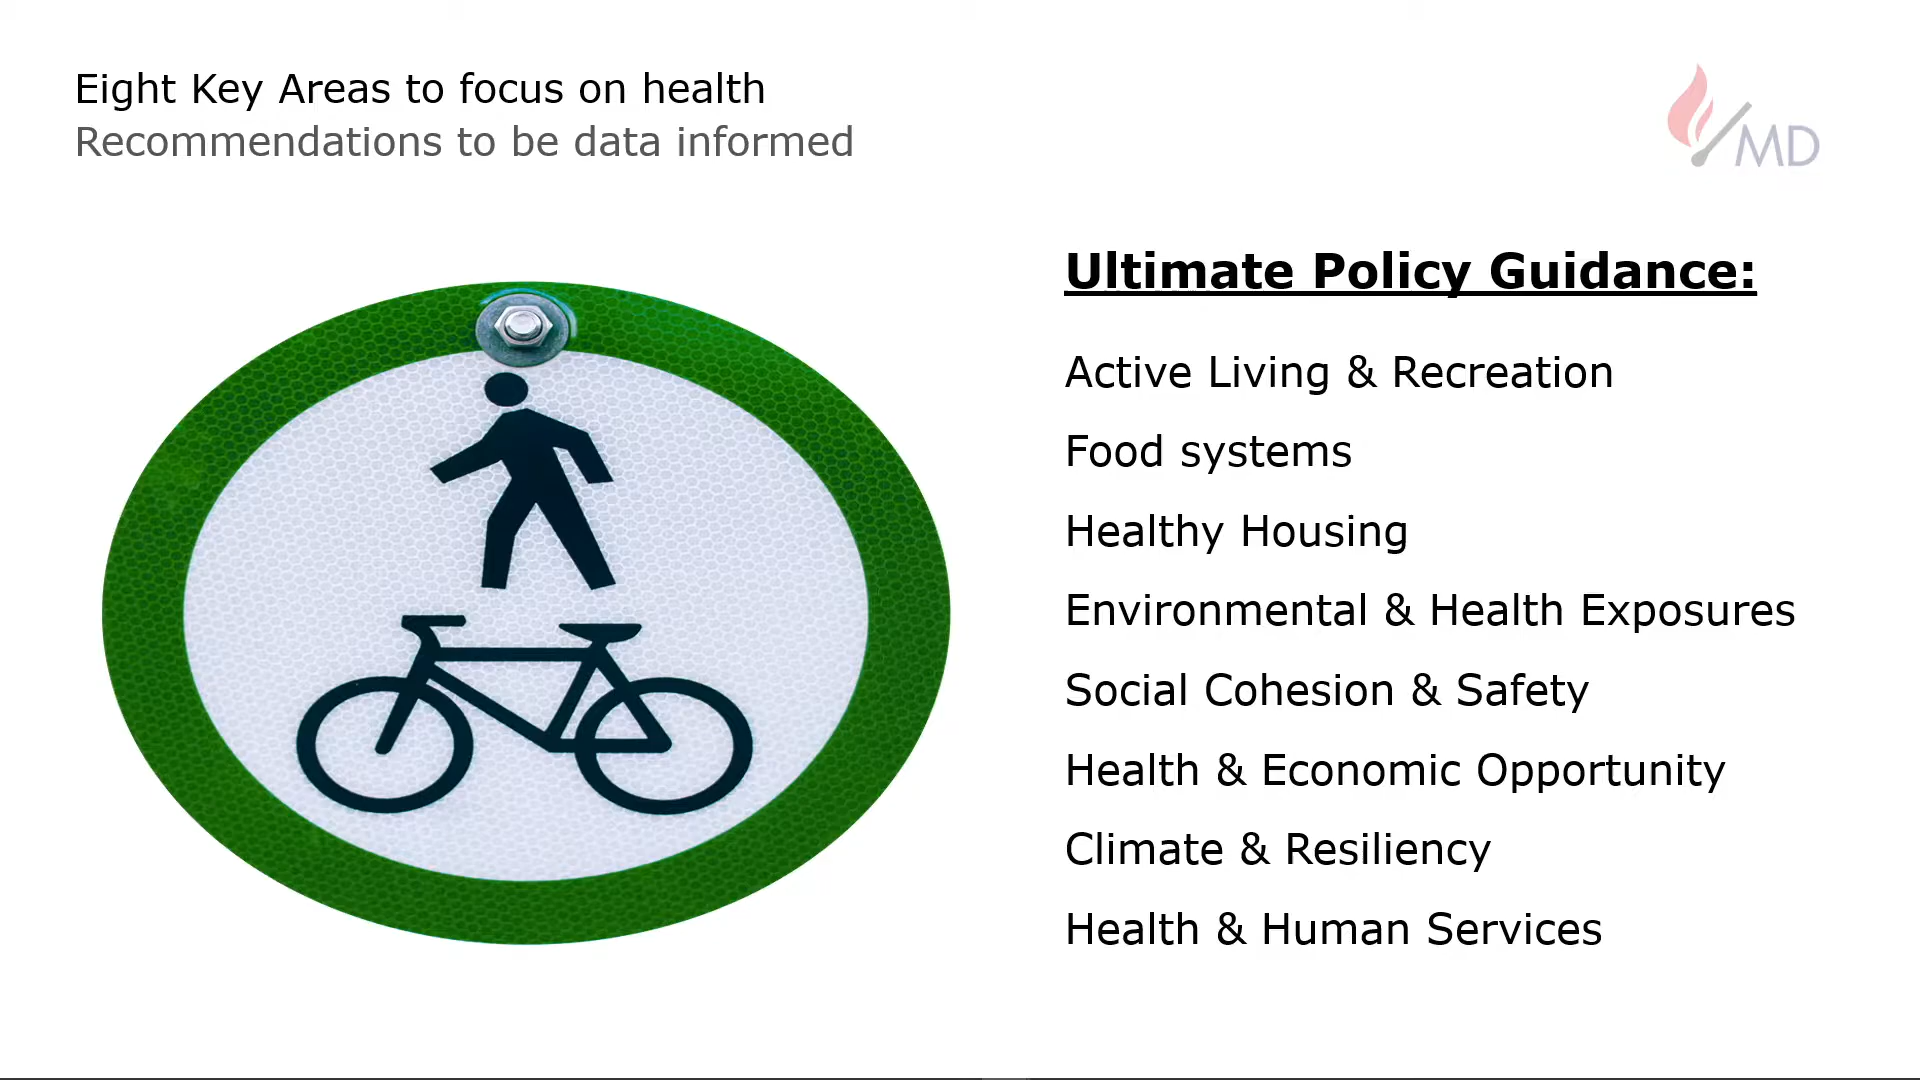 Eight Key Areas to focus on health
Recommendations to be data informed
MD
Ultimate Policy Guidance:
Active Living & Recreation
Food systems
Healthy Housing
Environmental & Health Exposures
Social Cohesion & Safety
Health & Economic Opportunity
Climate & Resiliency
Health & Human Services